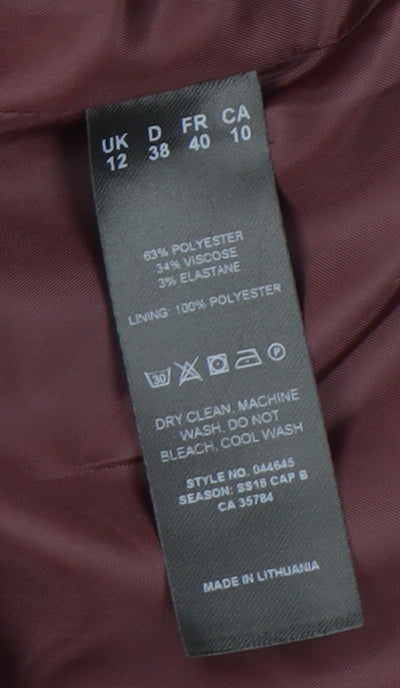 UK D FR CA
12 38 40 10
63% POLYESTER
34% VISCOSE
3% ELASTANE
LINING: 100% POLYESTER
30 P
DRY CLEAN, MACHINE
WASH, DO NOT
BLEACH, COOL WASH
STYLE NO. 044645
SEASON: SS18 CAP B
CA 35784
MADE IN LITHUANIA